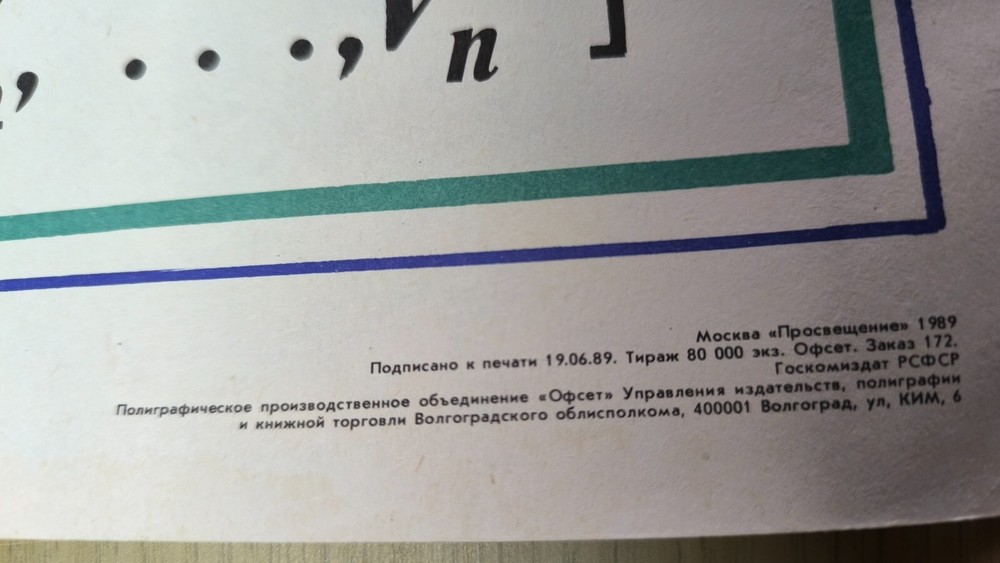 , . . ., V
n ]
Москва «Просвещение» 1989
Подписано к печати 19.06.89. Тираж 80 000 экз. Офсет. Заказ 172.
Госкомиздат РСФСР
Полиграфическое производственное объединение «Офсет» Управления издательств, полиграфии
и книжной торговли Волгоградского облисполкома, 400001 Волгоград, ул, КИМ, 6